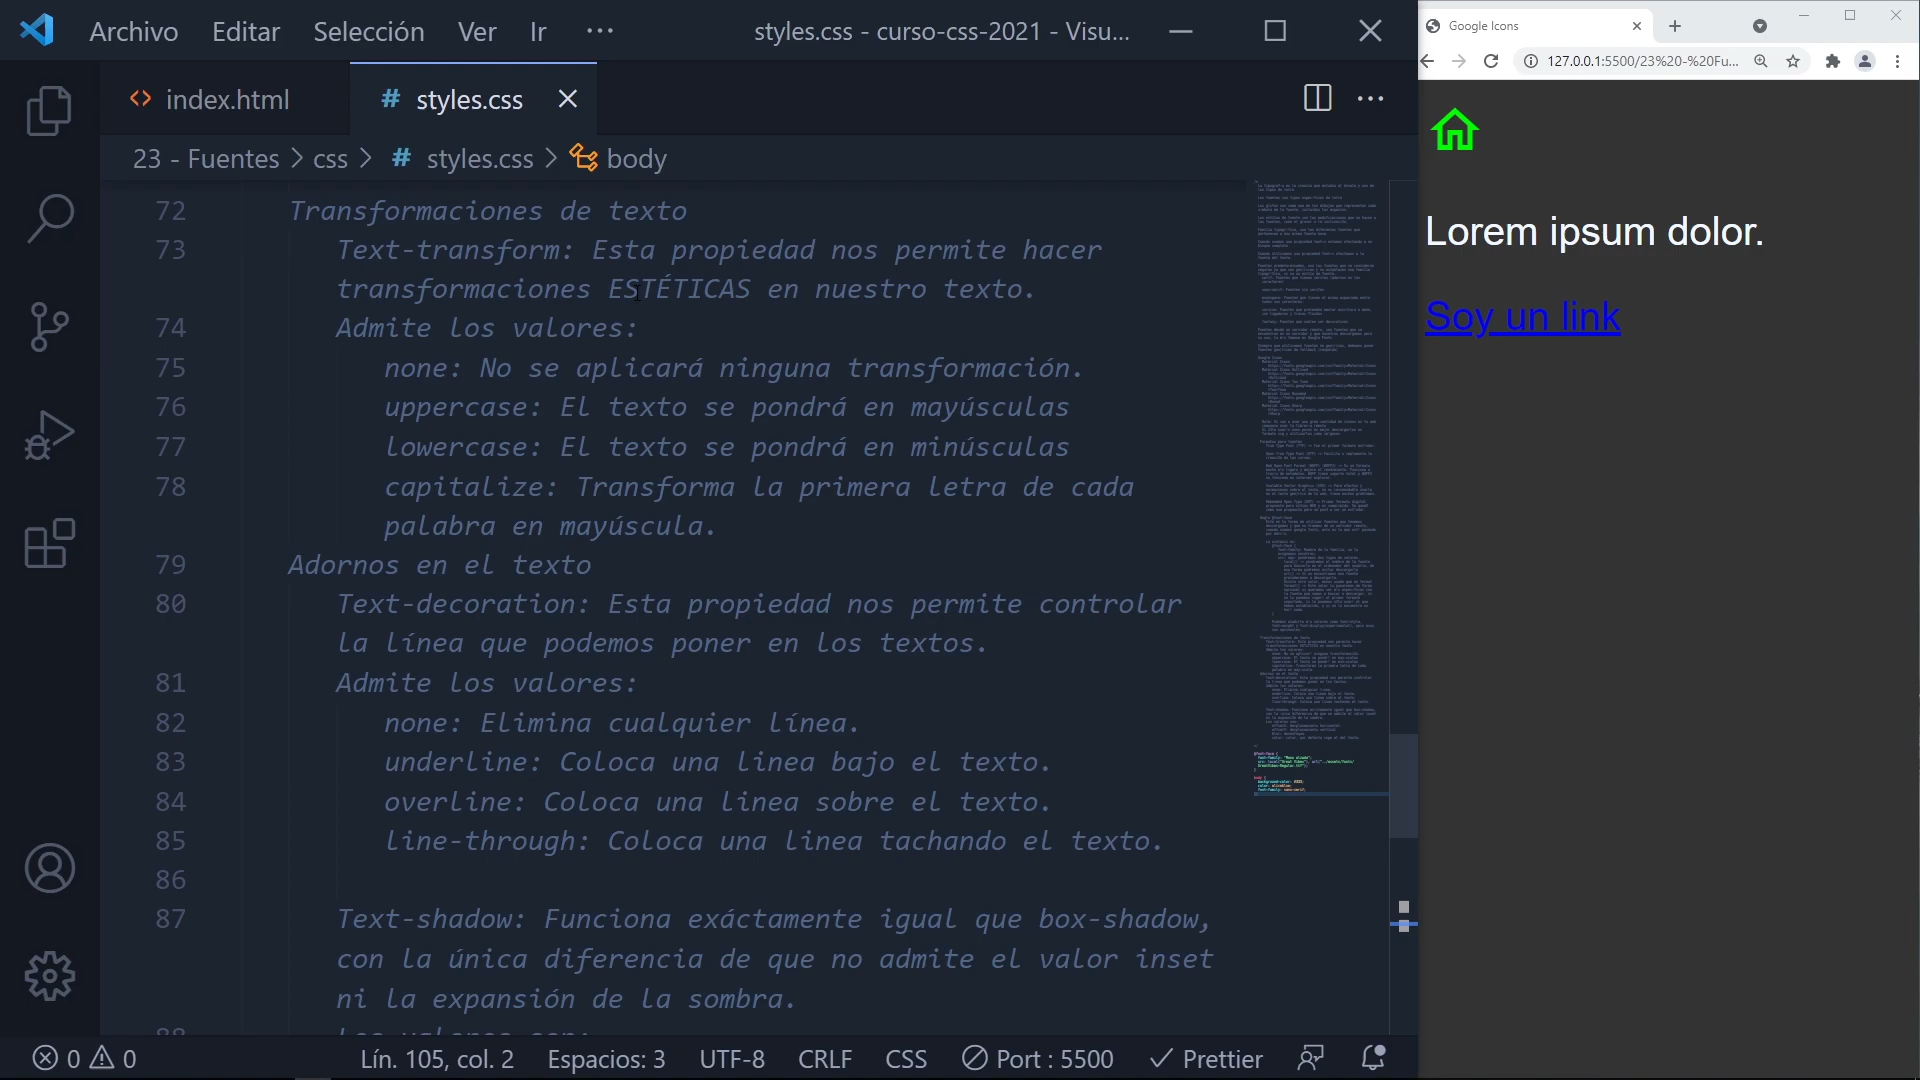 Archivo Editar Selección Ver Ir ··· styles.css - curso-css-2021 - Visu...
index.html # styles.css
23 - Fuentes > css > # styles.css > body
72 Transformaciones de texto
73 Text-transform: Esta propiedad nos permite hacer
transformaciones ESTÉTICAS en nuestro texto.
74 Admite los valores:
75 none: No se aplicará ninguna transformación.
76 uppercase: El texto se pondrá en mayúsculas
77 lowercase: El texto se pondrá en minúsculas
78 capitalize: Transforma la primera letra de cada
palabra en mayúscula.
79 Adornos en el texto
80 Text-decoration: Esta propiedad nos permite controlar
la línea que podemos poner en los textos.
81 Admite los valores:
82 none: Elimina cualquier línea.
83 underline: Coloca una linea bajo el texto.
84 overline: Coloca una linea sobre el texto.
85 line-through: Coloca una linea tachando el texto.
86
87 Text-shadow: Funciona exáctamente igual que box-shadow,
con la única diferencia de que no admite el valor inset
ni la expansión de la sombra.
88 Los valores son:
0 0 Lín. 105, col. 2 Espacios: 3 UTF-8 CRLF CSS Port : 5500 Prettier
Google Icons
127.0.0.1:5500/23%20-%20Fu...
Lorem ipsum dolor.
Soy un link